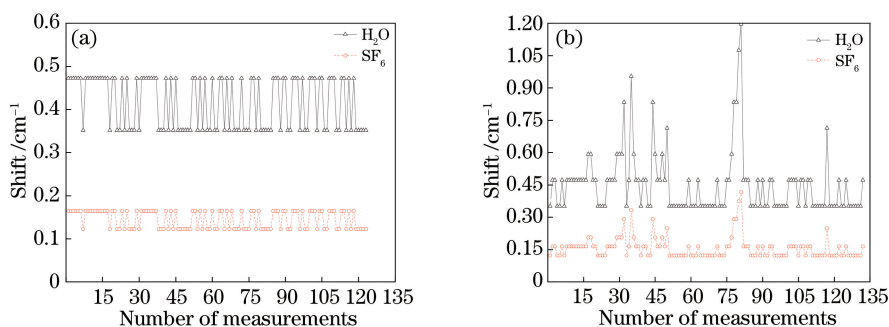 (a)
H₂O
SF₆
0.6
0.5
0.4
0.3
0.2
0.1
0
Shift /cm⁻¹
15 30 45 60 75 90 105 120 135
Number of measurements
(b)
H₂O
SF₆
1.20
1.05
0.90
0.75
0.60
0.45
0.30
0.15
0
Shift /cm⁻¹
15 30 45 60 75 90 105 120 135
Number of measurements